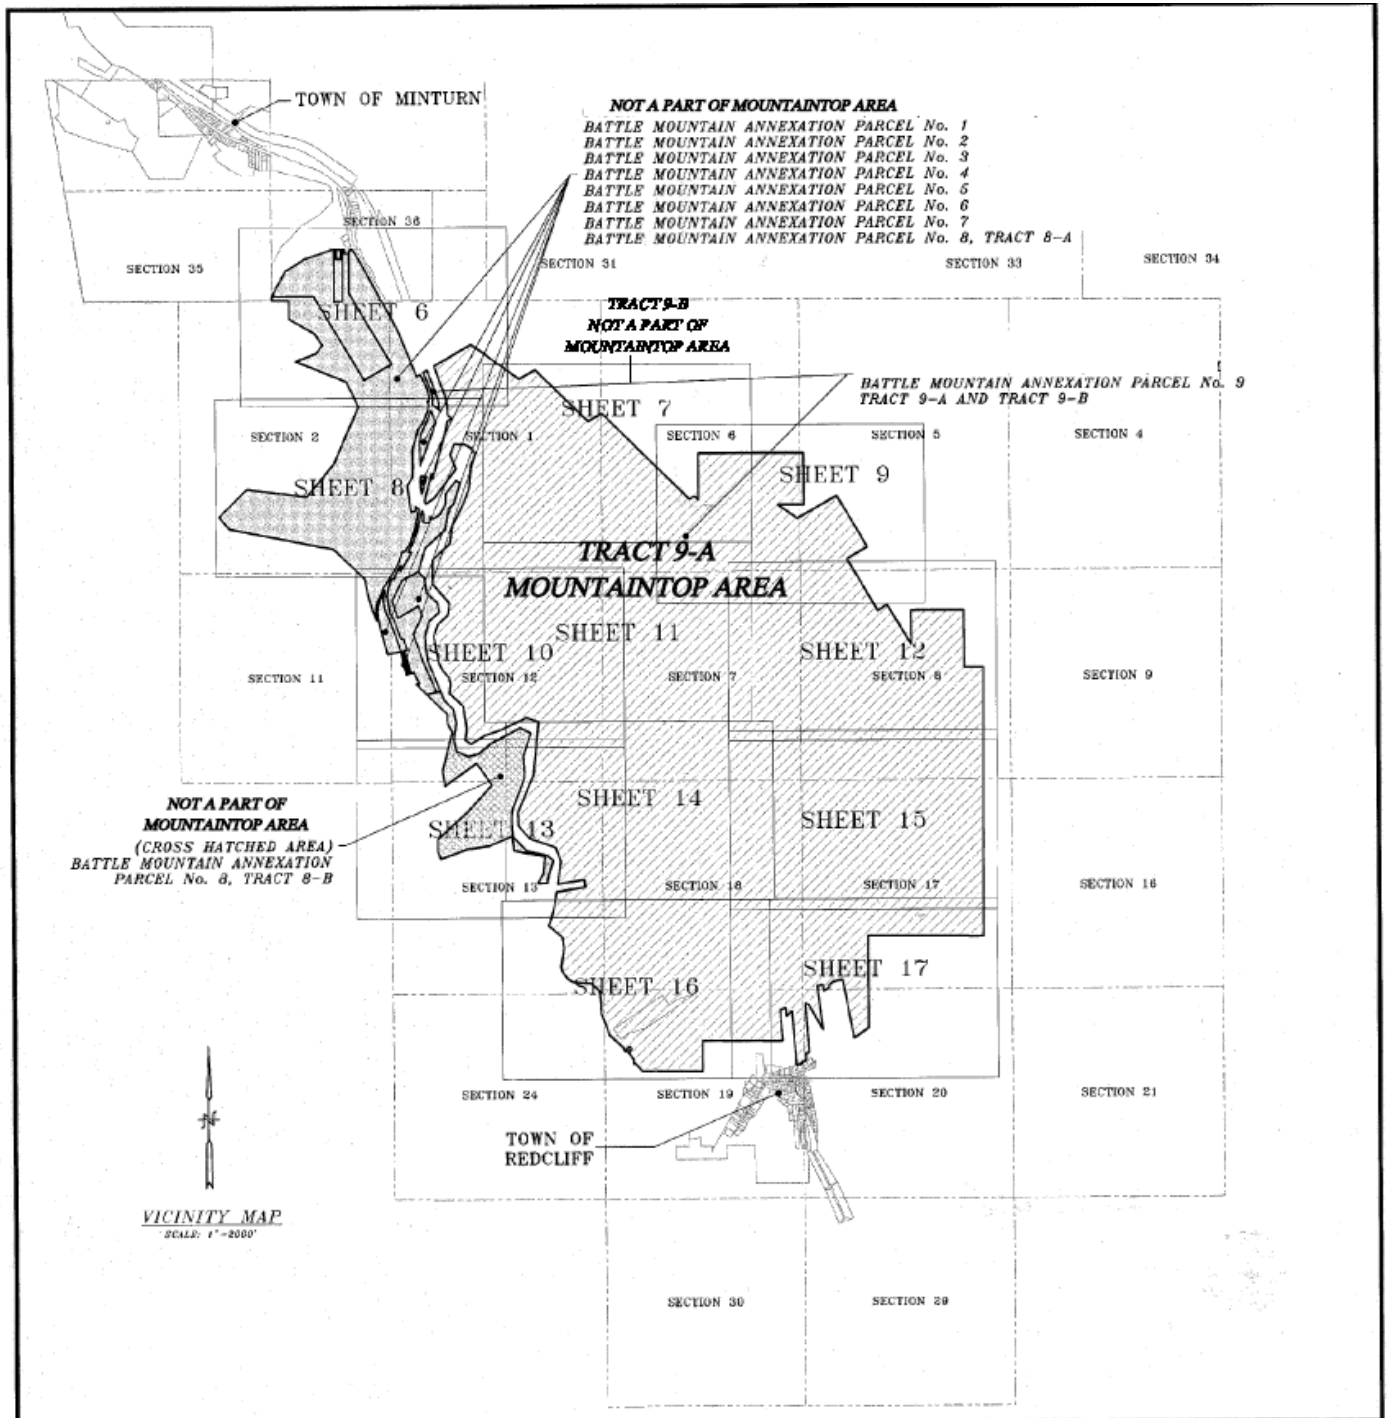 TOWN OF MINTURN
NOT A PART OF MOUNTAINTOP AREA
BATTLE MOUNTAIN ANNEXATION PARCEL No. 1
BATTLE MOUNTAIN ANNEXATION PARCEL No. 2
BATTLE MOUNTAIN ANNEXATION PARCEL No. 3
BATTLE MOUNTAIN ANNEXATION PARCEL No. 4
BATTLE MOUNTAIN ANNEXATION PARCEL No. 5
BATTLE MOUNTAIN ANNEXATION PARCEL No. 6
BATTLE MOUNTAIN ANNEXATION PARCEL No. 7
BATTLE MOUNTAIN ANNEXATION PARCEL No. 8, TRACT 8-A
SECTION 36
SECTION 35
SECTION 31
SECTION 33
SECTION 34
SHEET 6
TRACT 9-B
NOT A PART OF
MOUNTAINTOP AREA
BATTLE MOUNTAIN ANNEXATION PARCEL No. 9
TRACT 9-A AND TRACT 9-B
SHEET 7
SECTION 2
SECTION 1
SECTION 6
SECTION 5
SECTION 4
SHEET 8
SHEET 9
TRACT 9-A
MOUNTAINTOP AREA
SHEET 11
SHEET 10
SHEET 12
SECTION 11
SECTION 12
SECTION 7
SECTION 8
SECTION 9
NOT A PART OF
MOUNTAINTOP AREA
(CROSS HATCHED AREA)
BATTLE MOUNTAIN ANNEXATION
PARCEL No. 8, TRACT 8-B
SHEET 14
SHEET 13
SHEET 15
SECTION 13
SECTION 18
SECTION 17
SECTION 16
SHEET 16
SHEET 17
SECTION 24
SECTION 19
SECTION 20
SECTION 21
TOWN OF
REDCLIFF
N
VICINITY MAP
SCALE: 1"=2000'
SECTION 30
SECTION 29